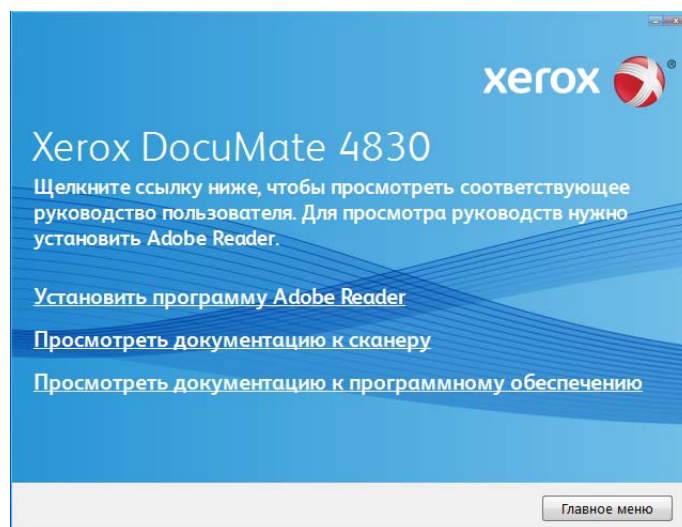 xerox ®
Xerox DocuMate 4830
Щелкните ссылку ниже, чтобы просмотреть соответствующее
руководство пользователя. Для просмотра руководств нужно
установить Adobe Reader.
Установить программу Adobe Reader
Просмотреть документацию к сканеру
Просмотреть документацию к программному обеспечению
Главное меню